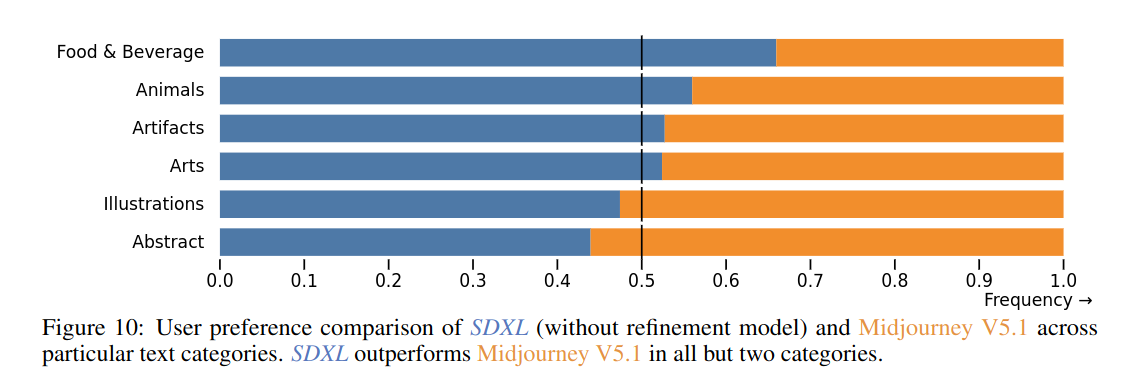 Food & Beverage
Animals
Artifacts
Arts
Illustrations
Abstract
0.0 0.1 0.2 0.3 0.4 0.5 0.6 0.7 0.8 0.9 1.0
Frequency →
Figure 10: User preference comparison of SDXL (without refinement model) and Midjourney V5.1 across
particular text categories. SDXL outperforms Midjourney V5.1 in all but two categories.